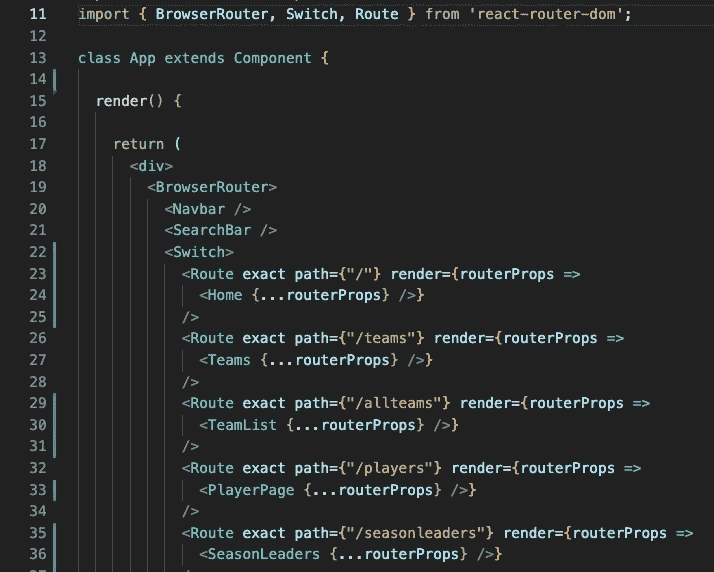 11 import { BrowserRouter, Switch, Route } from 'react-router-dom';
12
13 class App extends Component {
14
15 render() {
16
17 return (
18 <div>
19 <BrowserRouter>
20 <Navbar />
21 <SearchBar />
22 <Switch>
23 <Route exact path={"/"} render={routerProps =>
24 <Home {...routerProps} />}
25 />
26 <Route exact path={"/teams"} render={routerProps =>
27 <Teams {...routerProps} />}
28 />
29 <Route exact path={"/allteams"} render={routerProps =>
30 <TeamList {...routerProps} />}
31 />
32 <Route exact path={"/players"} render={routerProps =>
33 <PlayerPage {...routerProps} />}
34 />
35 <Route exact path={"/seasonleaders"} render={routerProps =>
36 <SeasonLeaders {...routerProps} />}